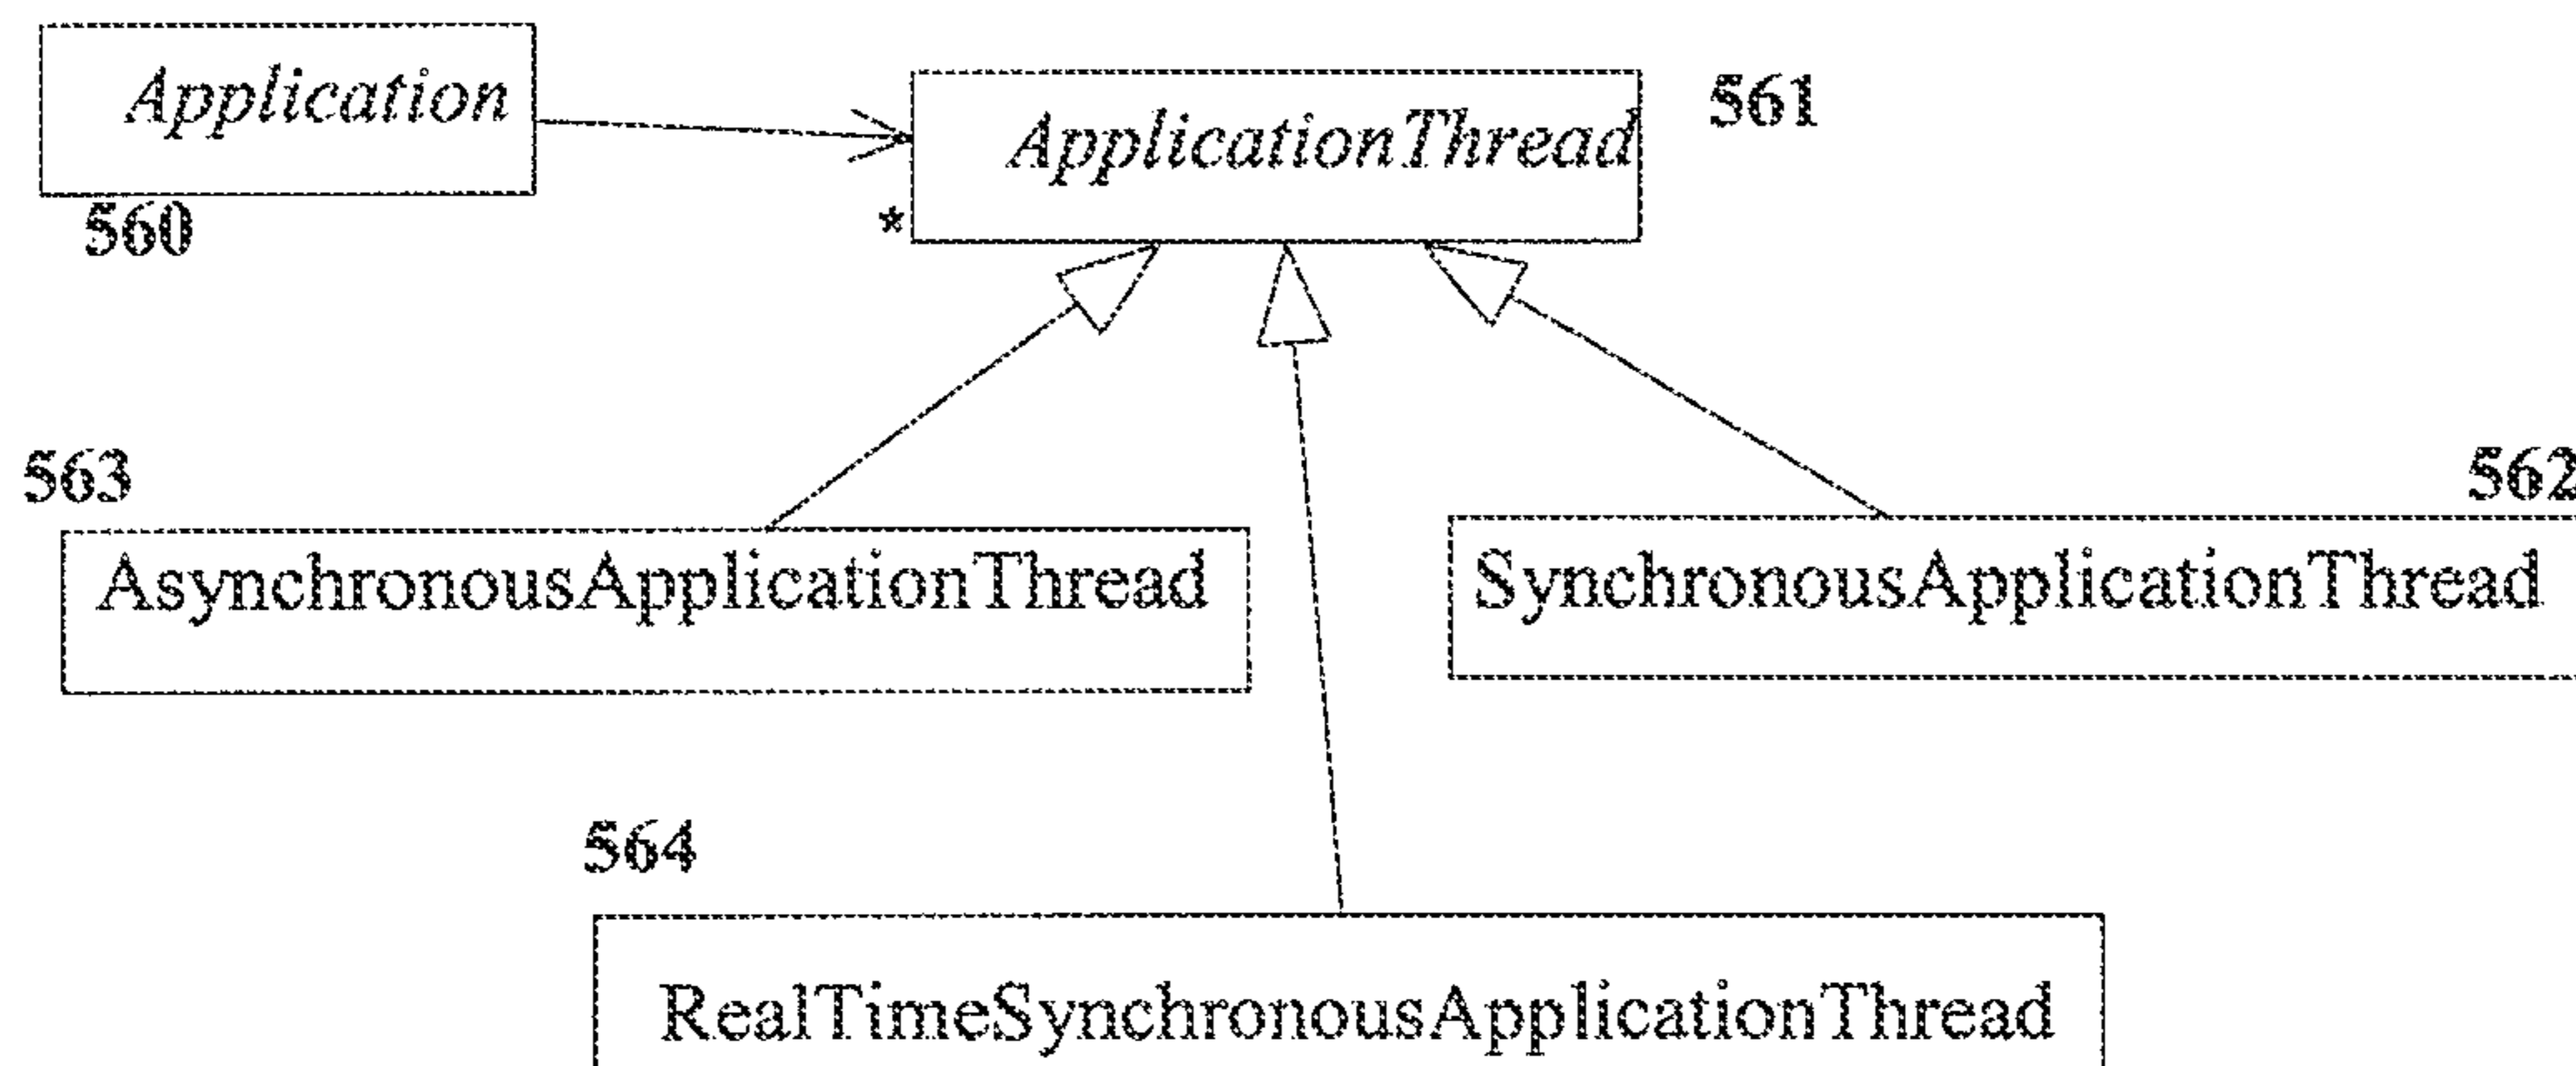 Application
560
ApplicationThread
561
*
563
AsynchronousApplicationThread
562
SynchronousApplicationThread
564
RealTimeSynchronousApplicationThread